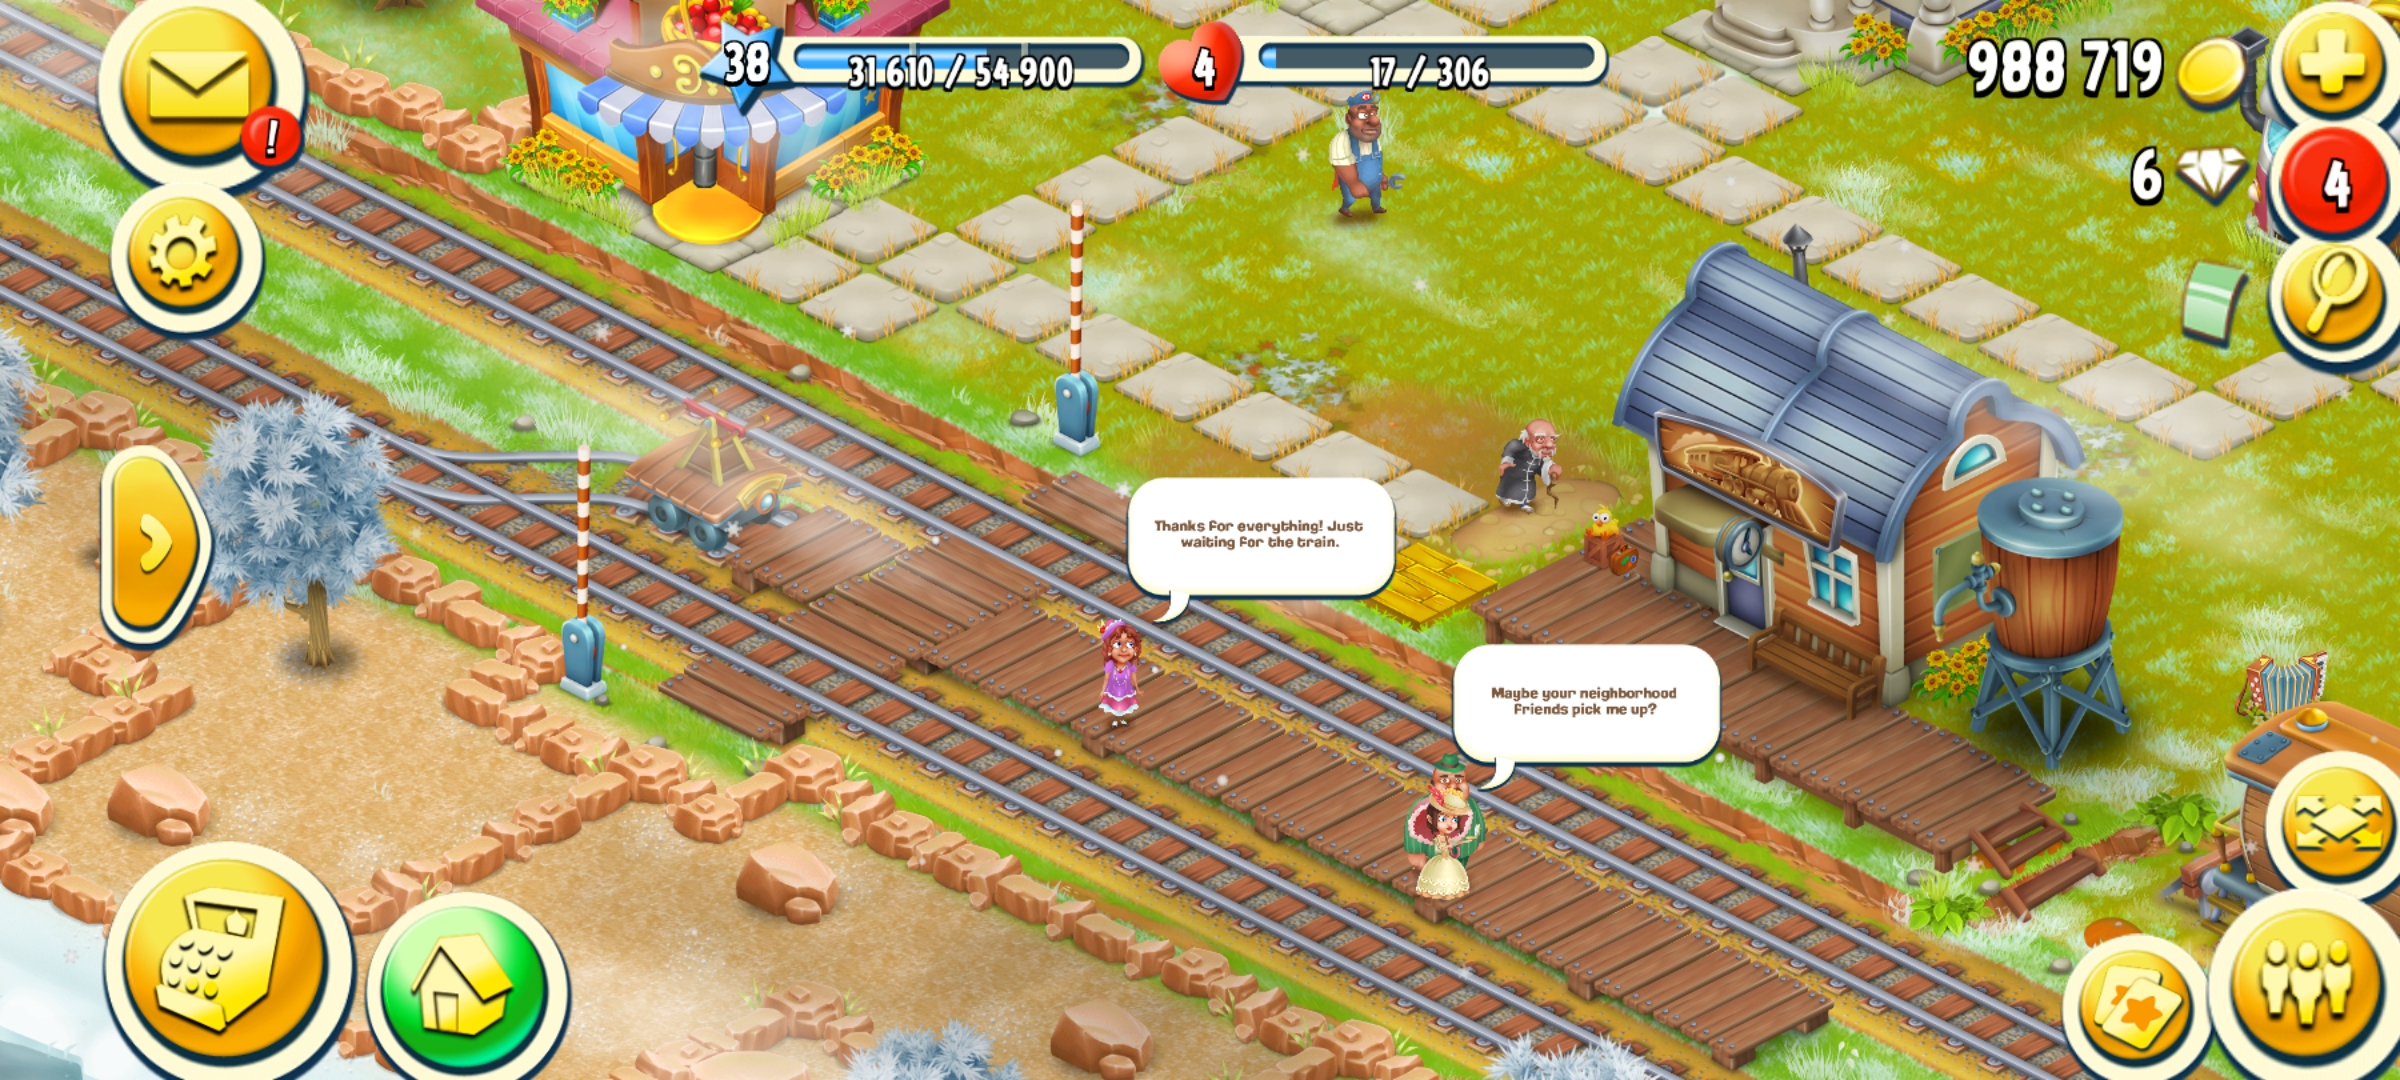 38
31 610 / 54 900
4
17 / 306
988 719
!
6
4
Thanks for everything! Just
waiting for the train.
Maybe your neighborhood
friends pick me up?